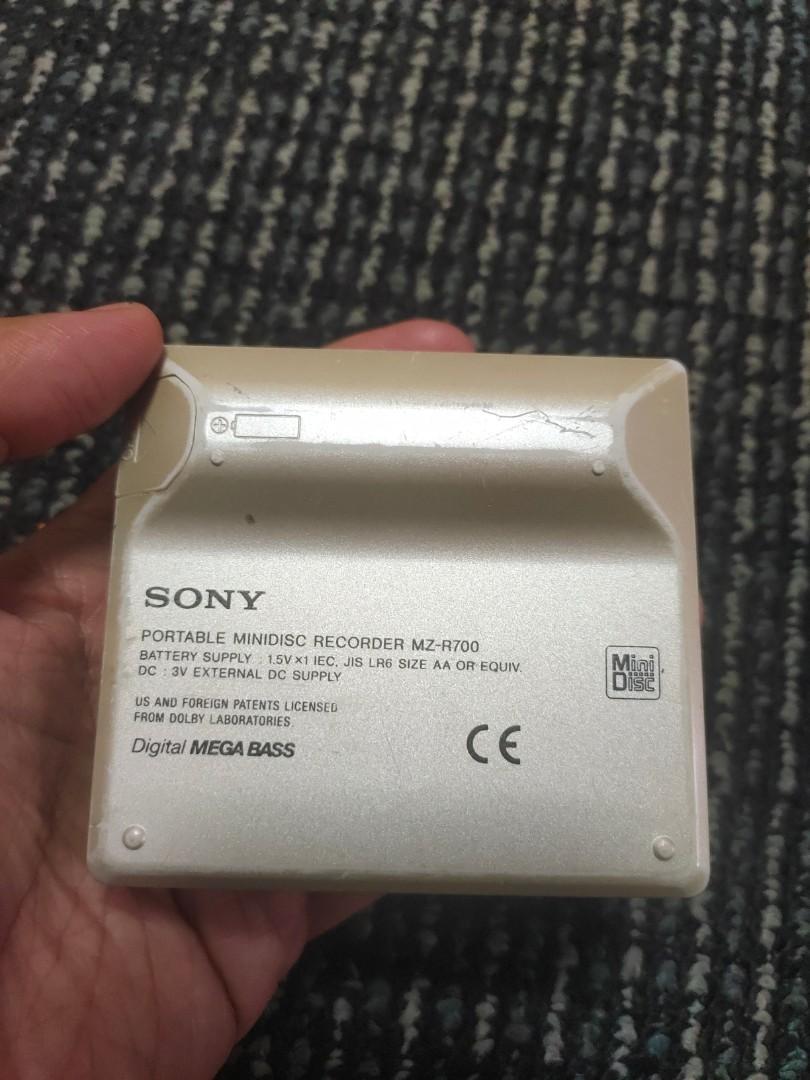 SONY
PORTABLE MINIDISC RECORDER MZ-R700
BATTERY SUPPLY : 1.5V×1 IEC, JIS LR6 SIZE AA OR EQUIV.
DC : 3V EXTERNAL DC SUPPLY
Mini
Disc
US AND FOREIGN PATENTS LICENSED
FROM DOLBY LABORATORIES.
Digital MEGA BASS
CE